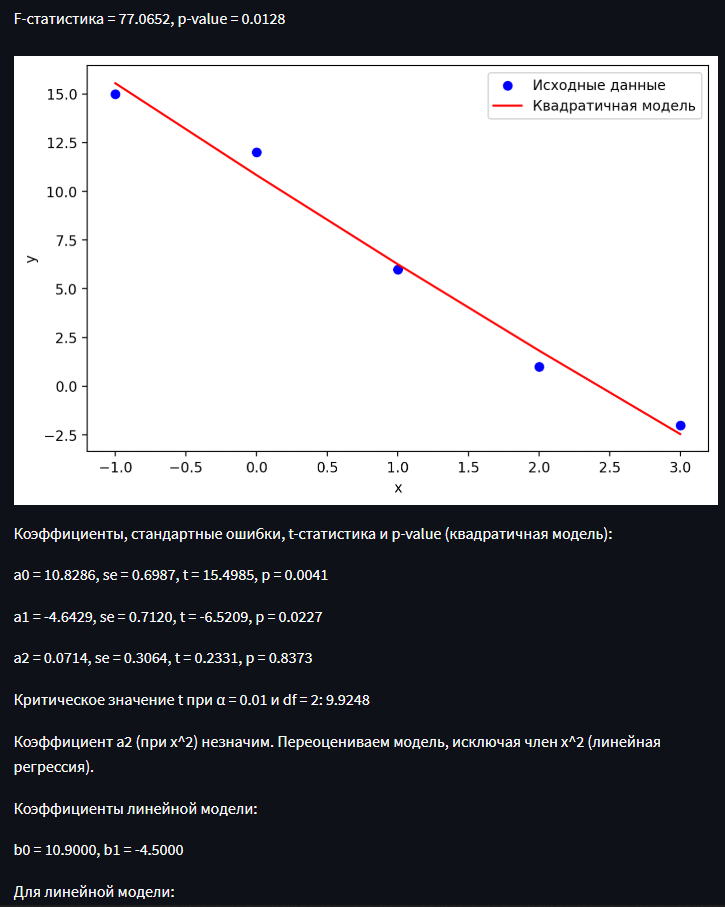 F-статистика = 77.0652, p-value = 0.0128
Исходные данные
Квадратичная модель
15.0
12.5
10.0
7.5
5.0
2.5
0.0
−2.5
y
−1.0 −0.5 0.0 0.5 1.0 1.5 2.0 2.5 3.0
x
Коэффициенты, стандартные ошибки, t-статистика и p-value (квадратичная модель):
a0 = 10.8286, se = 0.6987, t = 15.4985, p = 0.0041
a1 = -4.6429, se = 0.7120, t = -6.5209, p = 0.0227
a2 = 0.0714, se = 0.3064, t = 0.2331, p = 0.8373
Критическое значение t при α = 0.01 и df = 2: 9.9248
Коэффициент a2 (при x^2) незначим. Переоцениваем модель, исключая член x^2 (линейная
регрессия).
Коэффициенты линейной модели:
b0 = 10.9000, b1 = -4.5000
Для линейной модели: